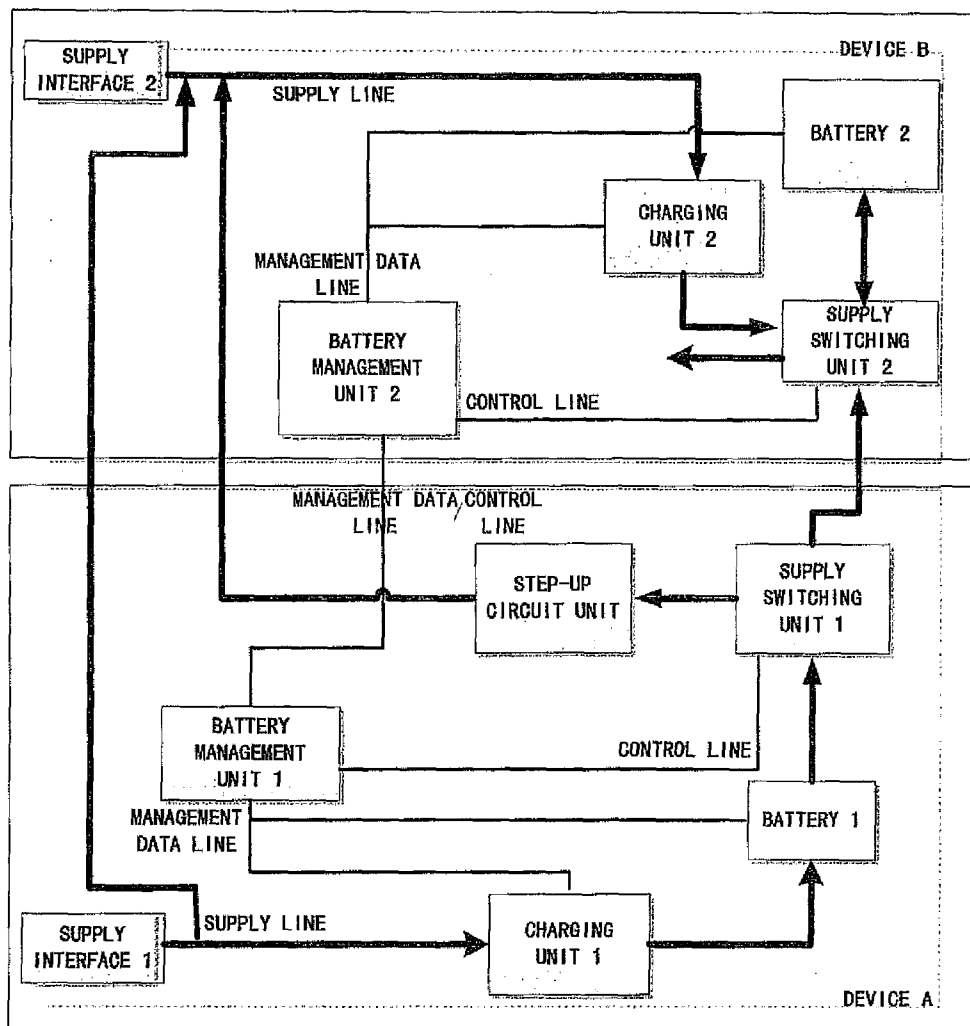 SUPPLY
INTERFACE 2
DEVICE B
SUPPLY LINE
BATTERY 2
CHARGING
UNIT 2
MANAGEMENT DATA
LINE
SUPPLY
SWITCHING
UNIT 2
BATTERY
MANAGEMENT
UNIT 2
CONTROL LINE
MANAGEMENT DATA/CONTROL
LINE LINE
STEP-UP
CIRCUIT UNIT
SUPPLY
SWITCHING
UNIT 1
BATTERY
MANAGEMENT
UNIT 1
CONTROL LINE
MANAGEMENT
DATA LINE
BATTERY 1
SUPPLY LINE
SUPPLY
INTERFACE 1
CHARGING
UNIT 1
DEVICE A